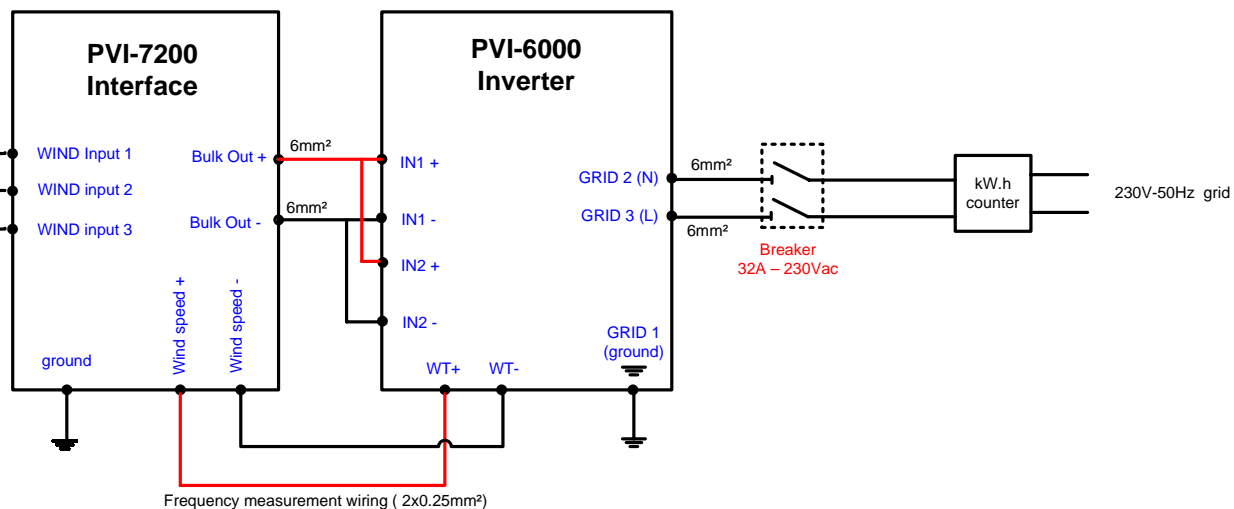 PVI-7200
Interface
PVI-6000
Inverter
WIND Input 1
WIND input 2
WIND input 3
Bulk Out +
Bulk Out -
Wind speed +
Wind speed -
ground
6mm²
6mm²
IN1 +
IN1 -
IN2 +
IN2 -
WT+
WT-
GRID 2 (N)
GRID 3 (L)
GRID 1
(ground)
6mm²
6mm²
Breaker
32A – 230Vac
kW.h
counter
230V-50Hz grid
Frequency measurement wiring ( 2x0.25mm²)